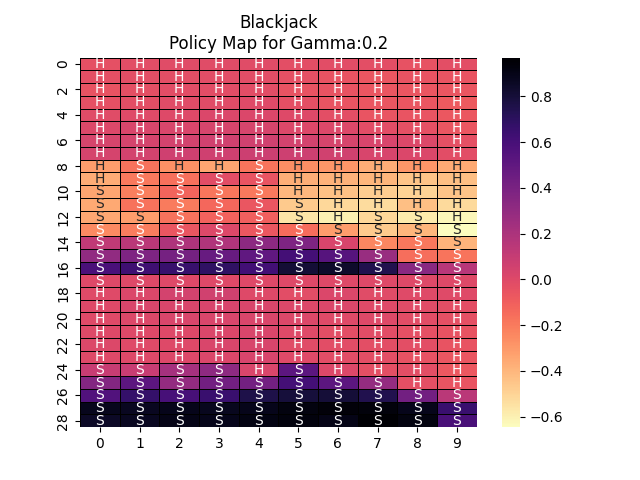 Blackjack
Policy Map for Gamma:0.2
0 H H H H H H H H H H
H H H H H H H H H H
2 H H H H H H H H H H
H H H H H H H H H H
4 H H H H H H H H H H
H H H H H H H H H H
6 H H H H H H H H H H
H H H H H H H H H H
8 H S H H S H H H H H
H S S S S H H H H H
10 S S S S S H H H H H
S S S S S S H H H H
12 S S S S S S H S S H
S S S S S S S S S S
14 S S S S S S S S S S
S S S S S S S S S S
16 S S S S S S S S S S
S S S S S S S S S S
18 H H H H H H H H H H
H H H H H H H H H H
20 H H H H H H H H H H
H H H H H H H H H H
22 H H H H H H H H H H
H H H H H H H H H H
24 S S S S H S H H H H
S S S S S S S S H H
26 S S S S S S S S S S
S S S S S S S S S S
28 S S S S S S S S S S
0 1 2 3 4 5 6 7 8 9
0.8
0.6
0.4
0.2
0.0
−0.2
−0.4
−0.6